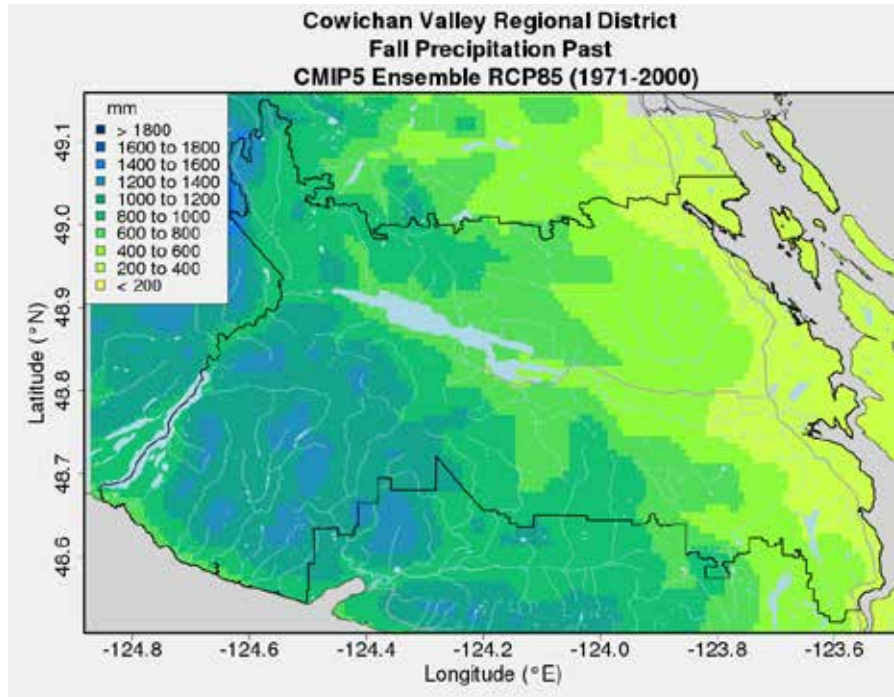 Cowichan Valley Regional District
Fall Precipitation Past
CMIP5 Ensemble RCP85 (1971-2000)
mm
> 1800
1600 to 1800
1400 to 1600
1200 to 1400
1000 to 1200
800 to 1000
600 to 800
400 to 600
200 to 400
< 200
49.1
49.0
48.9
48.8
48.7
48.6
Latitude (°N)
-124.8
-124.6
-124.4
-124.2
-124.0
-123.8
-123.6
Longitude (°E)